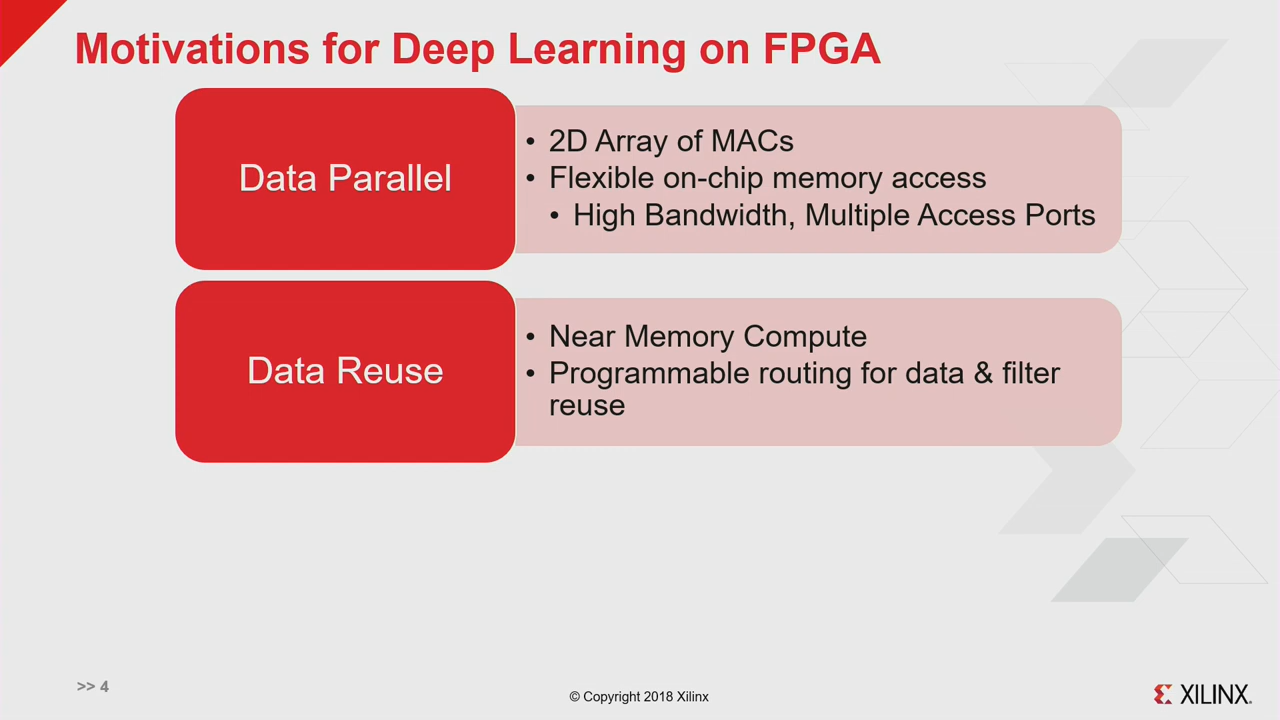 Motivations for Deep Learning on FPGA
Data Parallel
• 2D Array of MACs
• Flexible on-chip memory access
• High Bandwidth, Multiple Access Ports
Data Reuse
• Near Memory Compute
• Programmable routing for data & filter
reuse
>> 4
© Copyright 2018 Xilinx
XILINX.